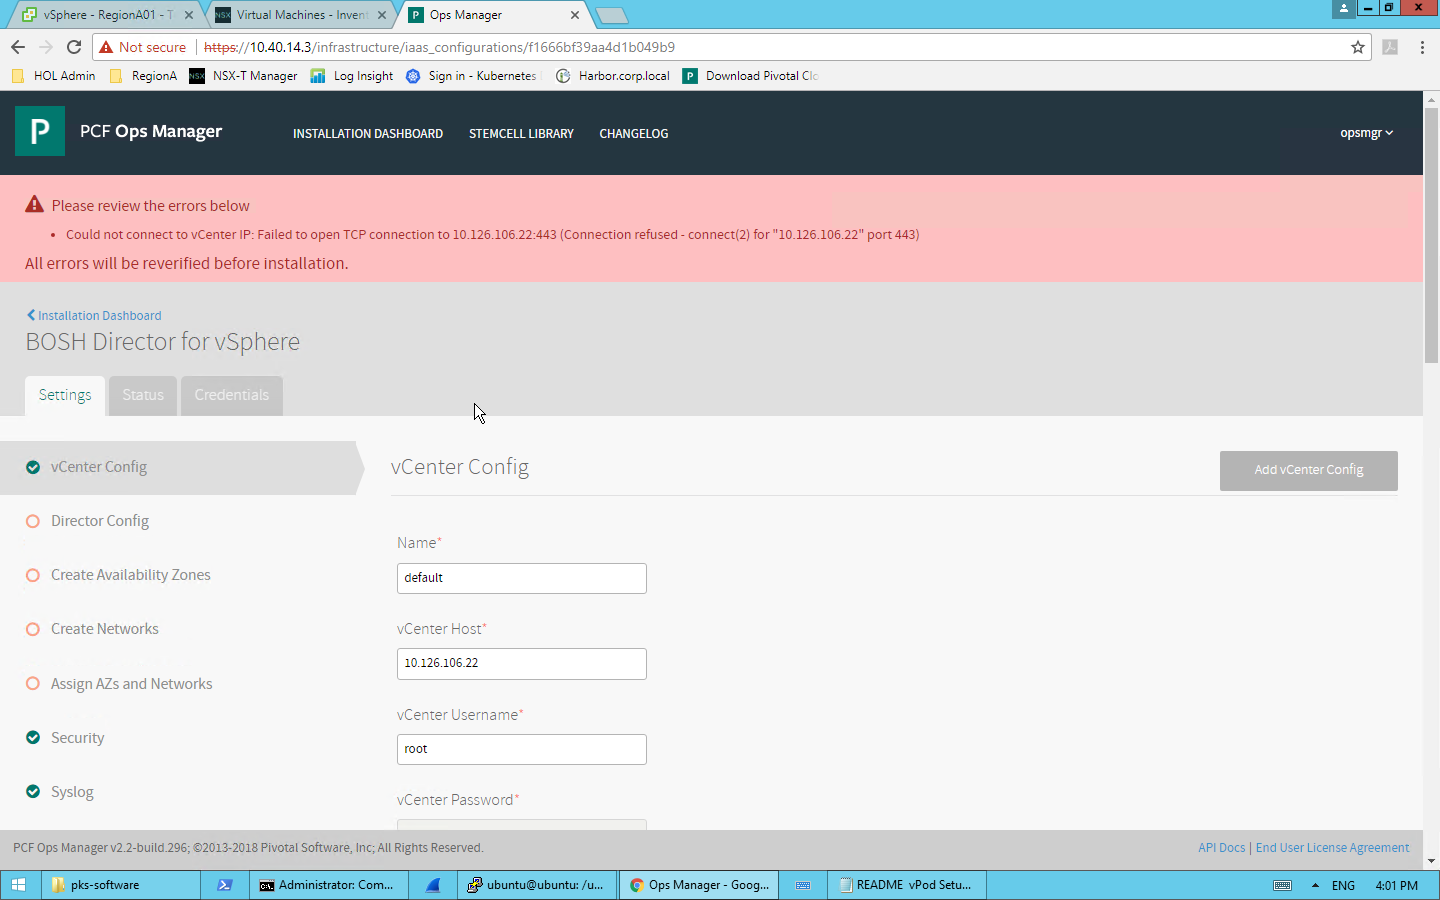 vSphere - RegionA01 - T
Virtual Machines - Inven
Ops Manager
Not secure
https://10.40.14.3/infrastructure/iaas_configurations/f1666bf39aa4d1b049b9
HOL Admin
RegionA
NSX-T Manager
Log Insight
Sign in - Kubernetes
Harbor.corp.local
Download Pivotal Clo
P
PCF Ops Manager
INSTALLATION DASHBOARD
STEMCELL LIBRARY
CHANGELOG
opsmgr
Please review the errors below
• Could not connect to vCenter IP: Failed to open TCP connection to 10.126.106.22:443 (Connection refused - connect(2) for "10.126.106.22" port 443)
All errors will be reverified before installation.
Installation Dashboard
BOSH Director for vSphere
Settings
Status
Credentials
vCenter Config
Director Config
Create Availability Zones
Create Networks
Assign AZs and Networks
Security
Syslog
vCenter Config
Add vCenter Config
Name*
default
vCenter Host*
10.126.106.22
vCenter Username*
root
vCenter Password*
PCF Ops Manager v2.2-build.296; ©2013-2018 Pivotal Software, Inc; All Rights Reserved.
API Docs | End User License Agreement
pks-software
Administrator: Com...
ubuntu@ubuntu: /u...
Ops Manager - Goog...
README vPod Setu...
ENG
4:01 PM